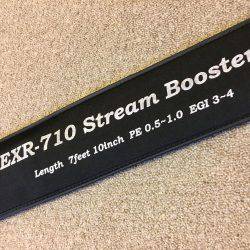 EXR-710 Stream Booster
Length 7feet 10inch PE 0.5~1.0 EGI 3~4